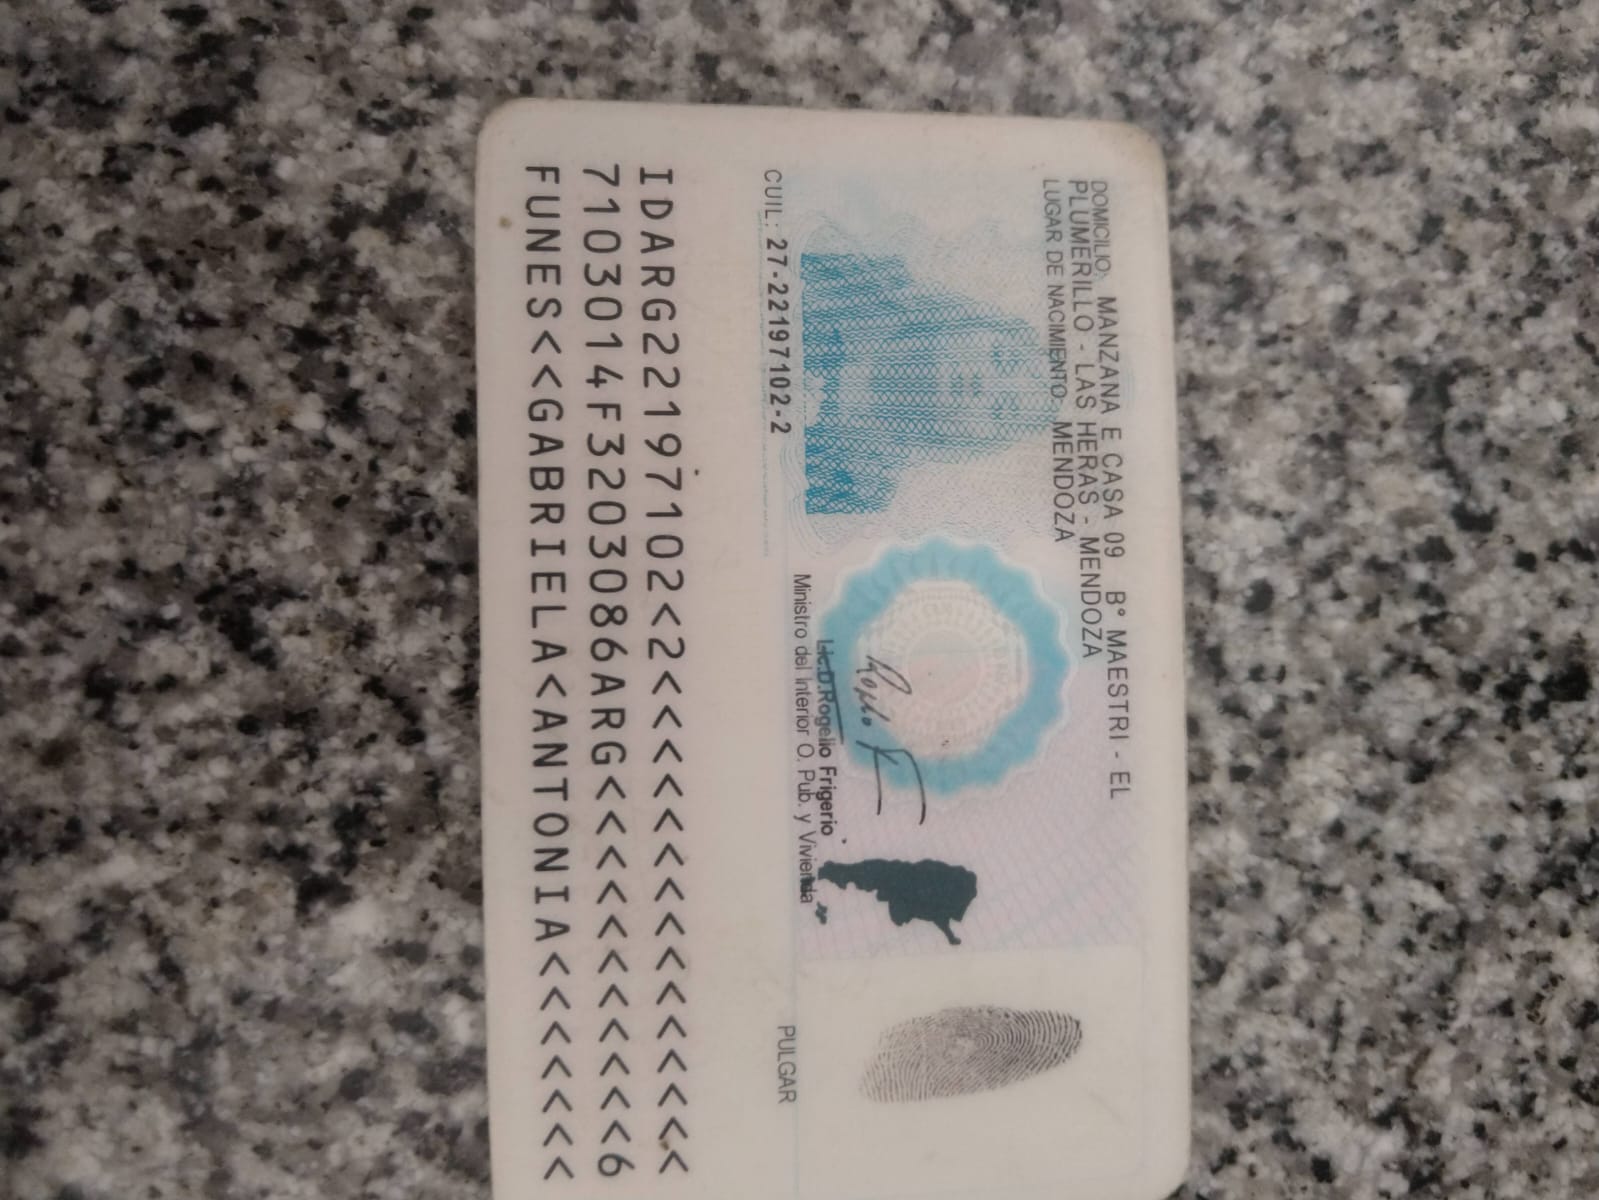 DOMICILIO: MANZANA E CASA 09 B° MAESTRI - EL
PLUMERILLO - LAS HERAS - MENDOZA
LUGAR DE NACIMIENTO: MENDOZA
Lic.D.Rogelio Frigerio
Ministro del Interior O. Pub. y Vivienda
CUIL: 27-22197102-2
PULGAR
IDARG22197102<2<<<<<<<<<<<<<<<
7103014F3203086ARG<<<<<<<<<<<6
FUNES<<GABRIELA<ANTONIA<<<<<<<